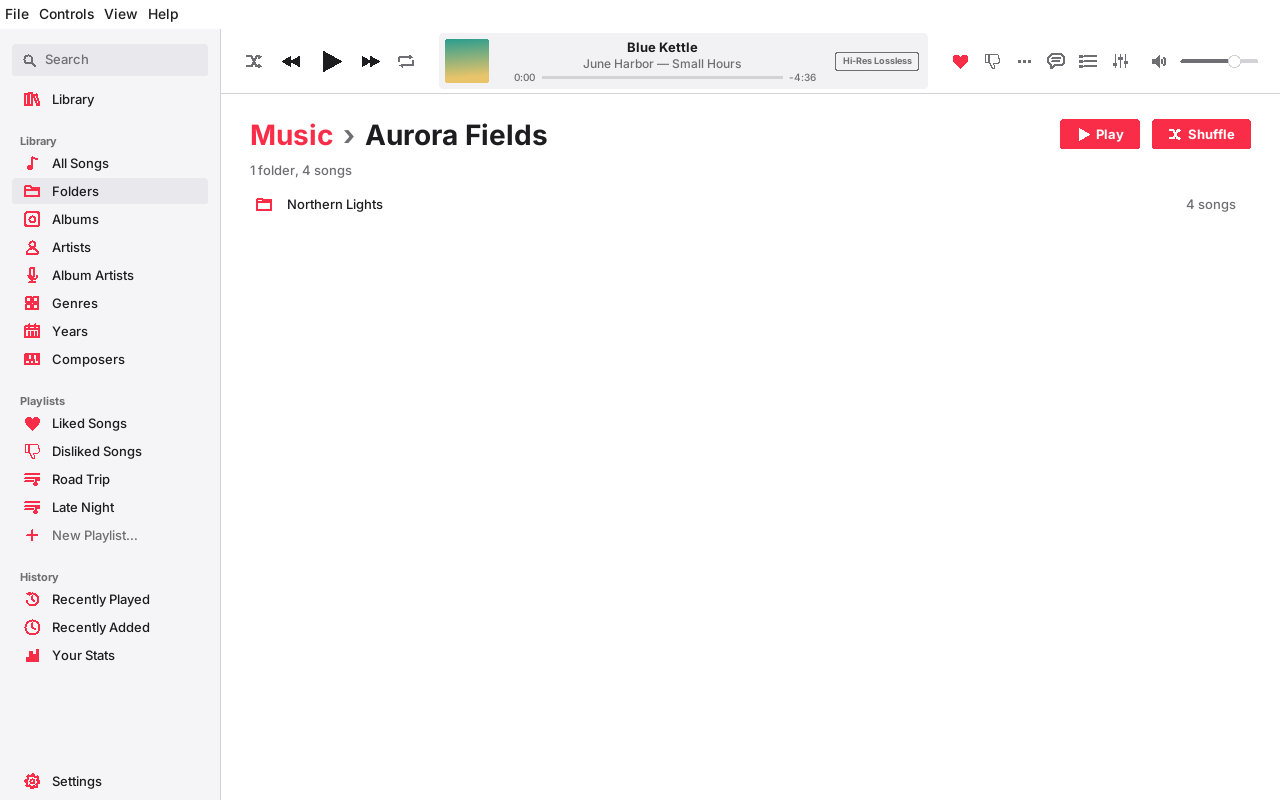 File Controls View Help
Search
Library
Library
All Songs
Folders
Albums
Artists
Album Artists
Genres
Years
Composers
Playlists
Liked Songs
Disliked Songs
Road Trip
Late Night
New Playlist...
History
Recently Played
Recently Added
Your Stats
Settings
Blue Kettle
June Harbor — Small Hours
0:00 -4:36
Hi-Res Lossless
Music › Aurora Fields
Play Shuffle
1 folder, 4 songs
Northern Lights 4 songs